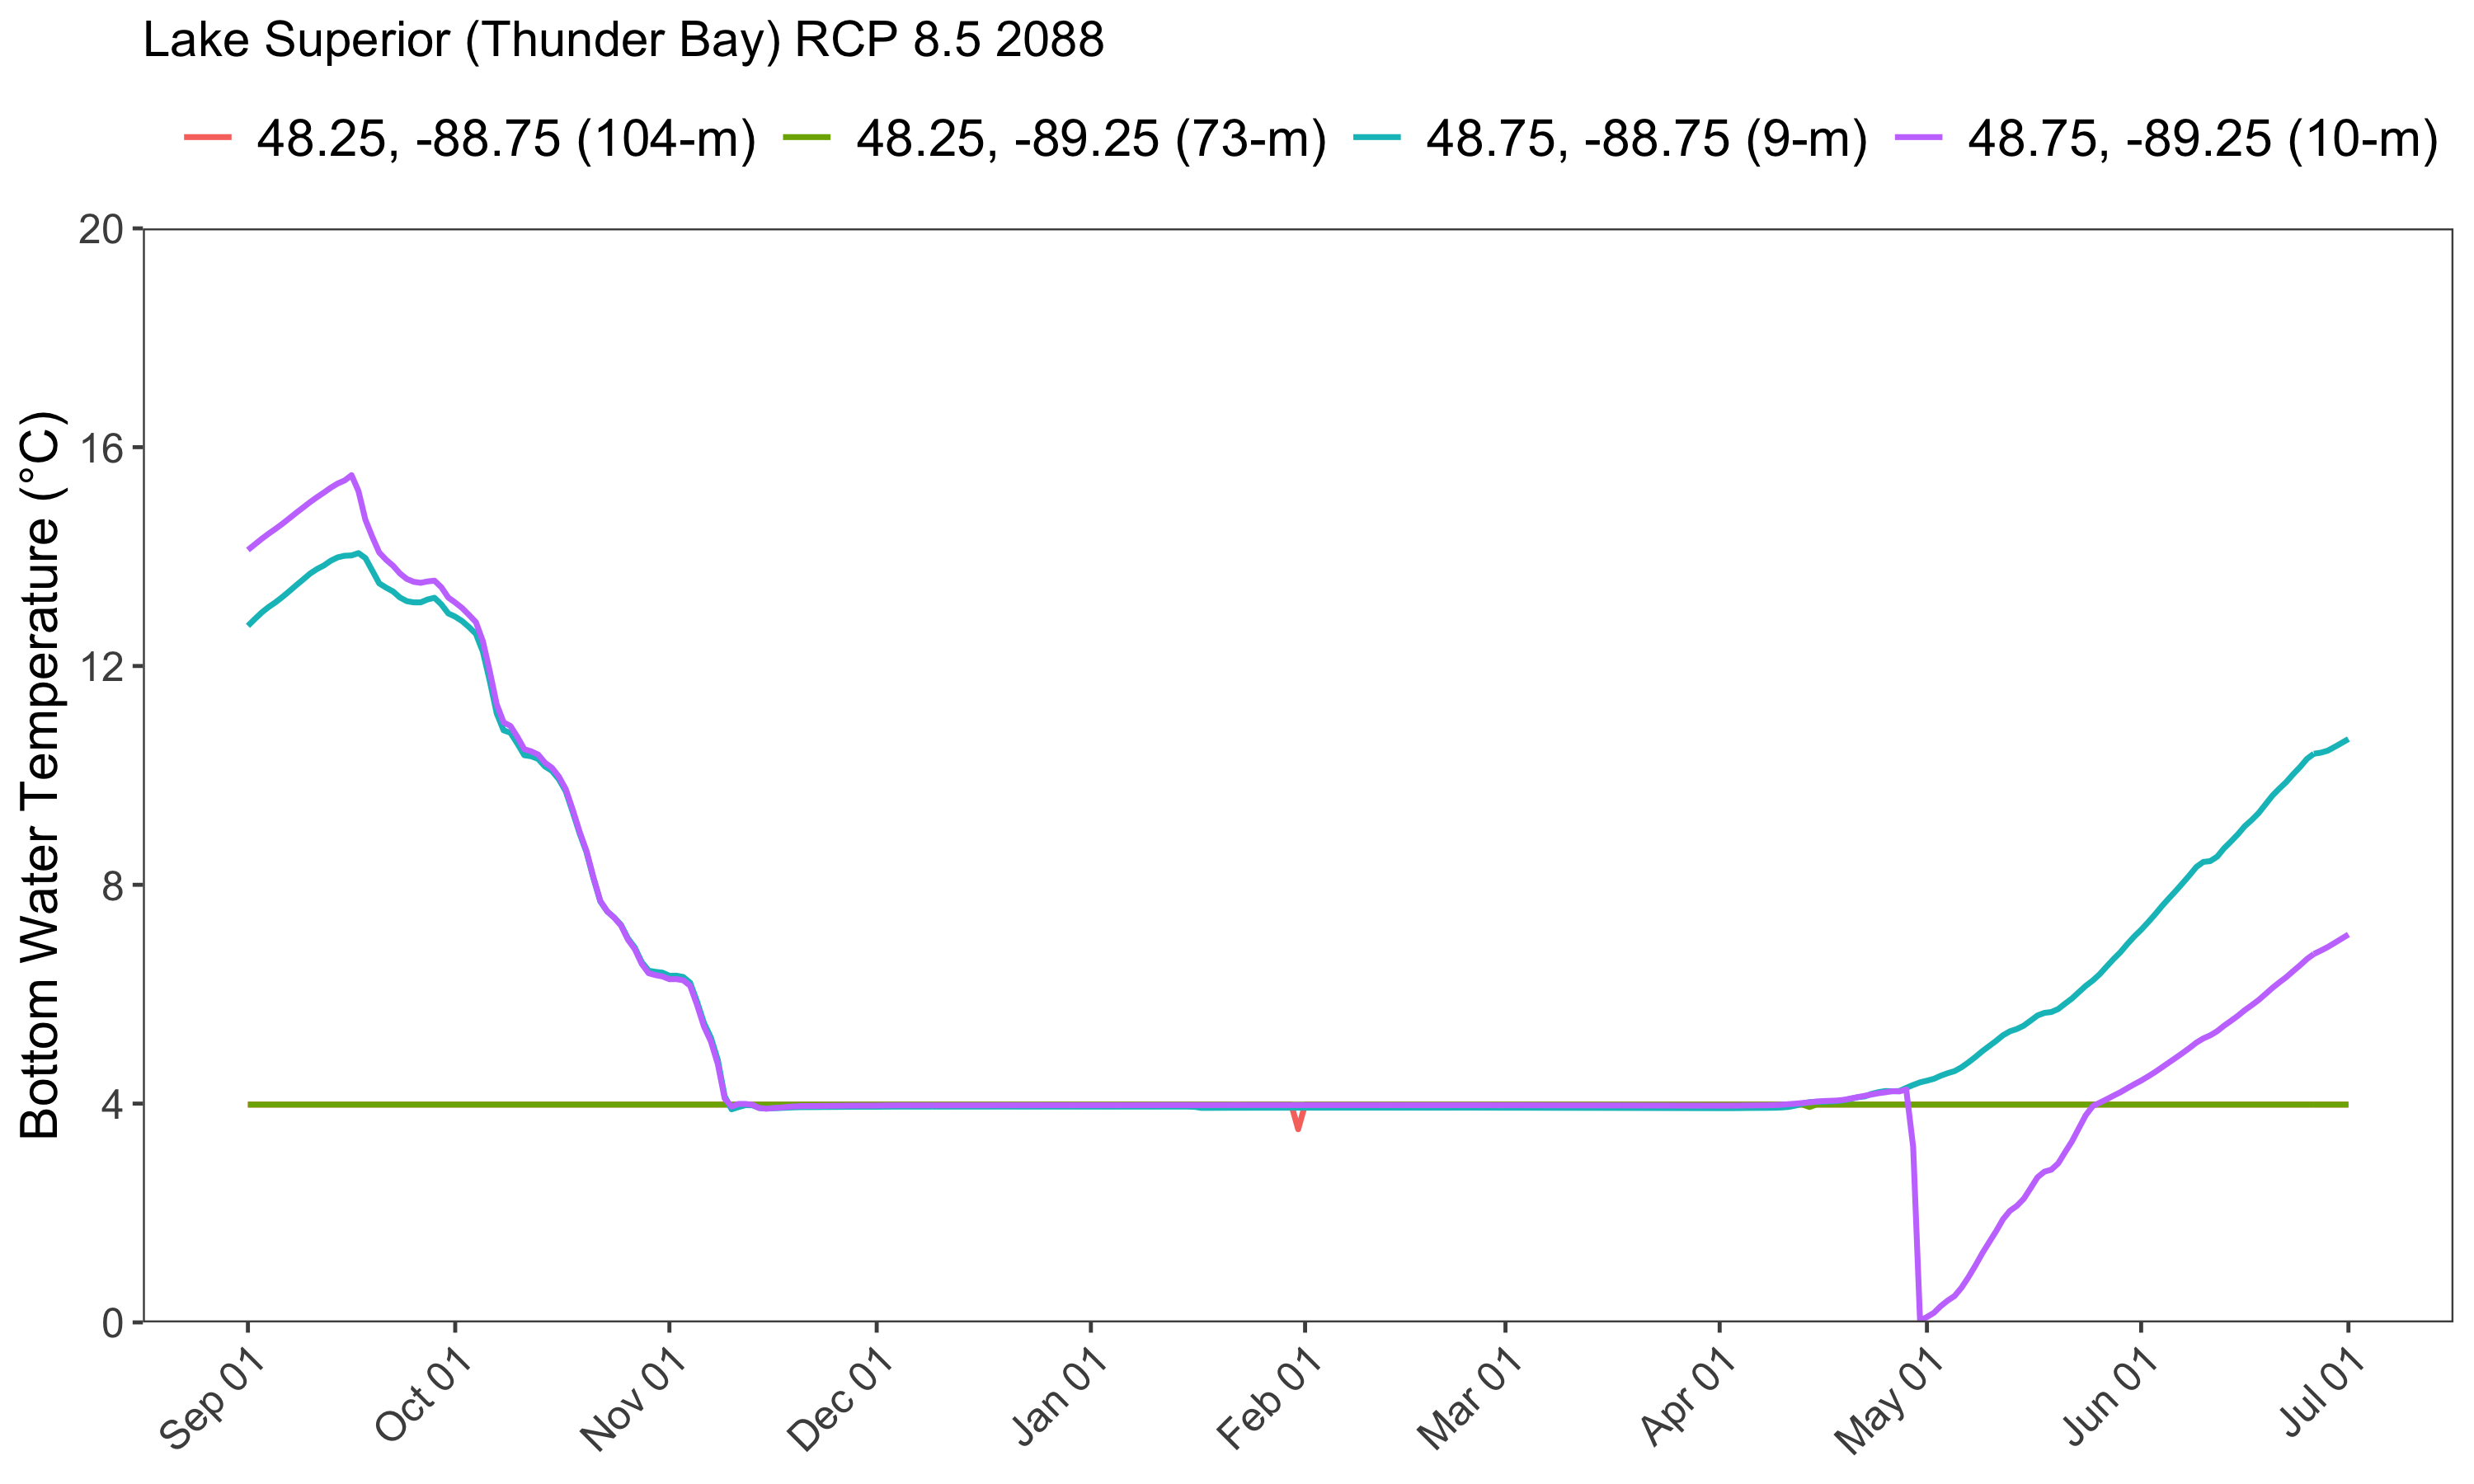 Lake Superior (Thunder Bay) RCP 8.5 2088
48.25, -88.75 (104-m) 48.25, -89.25 (73-m) 48.75, -88.75 (9-m) 48.75, -89.25 (10-m)
Bottom Water Temperature (°C)
20
16
12
8
4
0
Sep 01 Oct 01 Nov 01 Dec 01 Jan 01 Feb 01 Mar 01 Apr 01 May 01 Jun 01 Jul 01